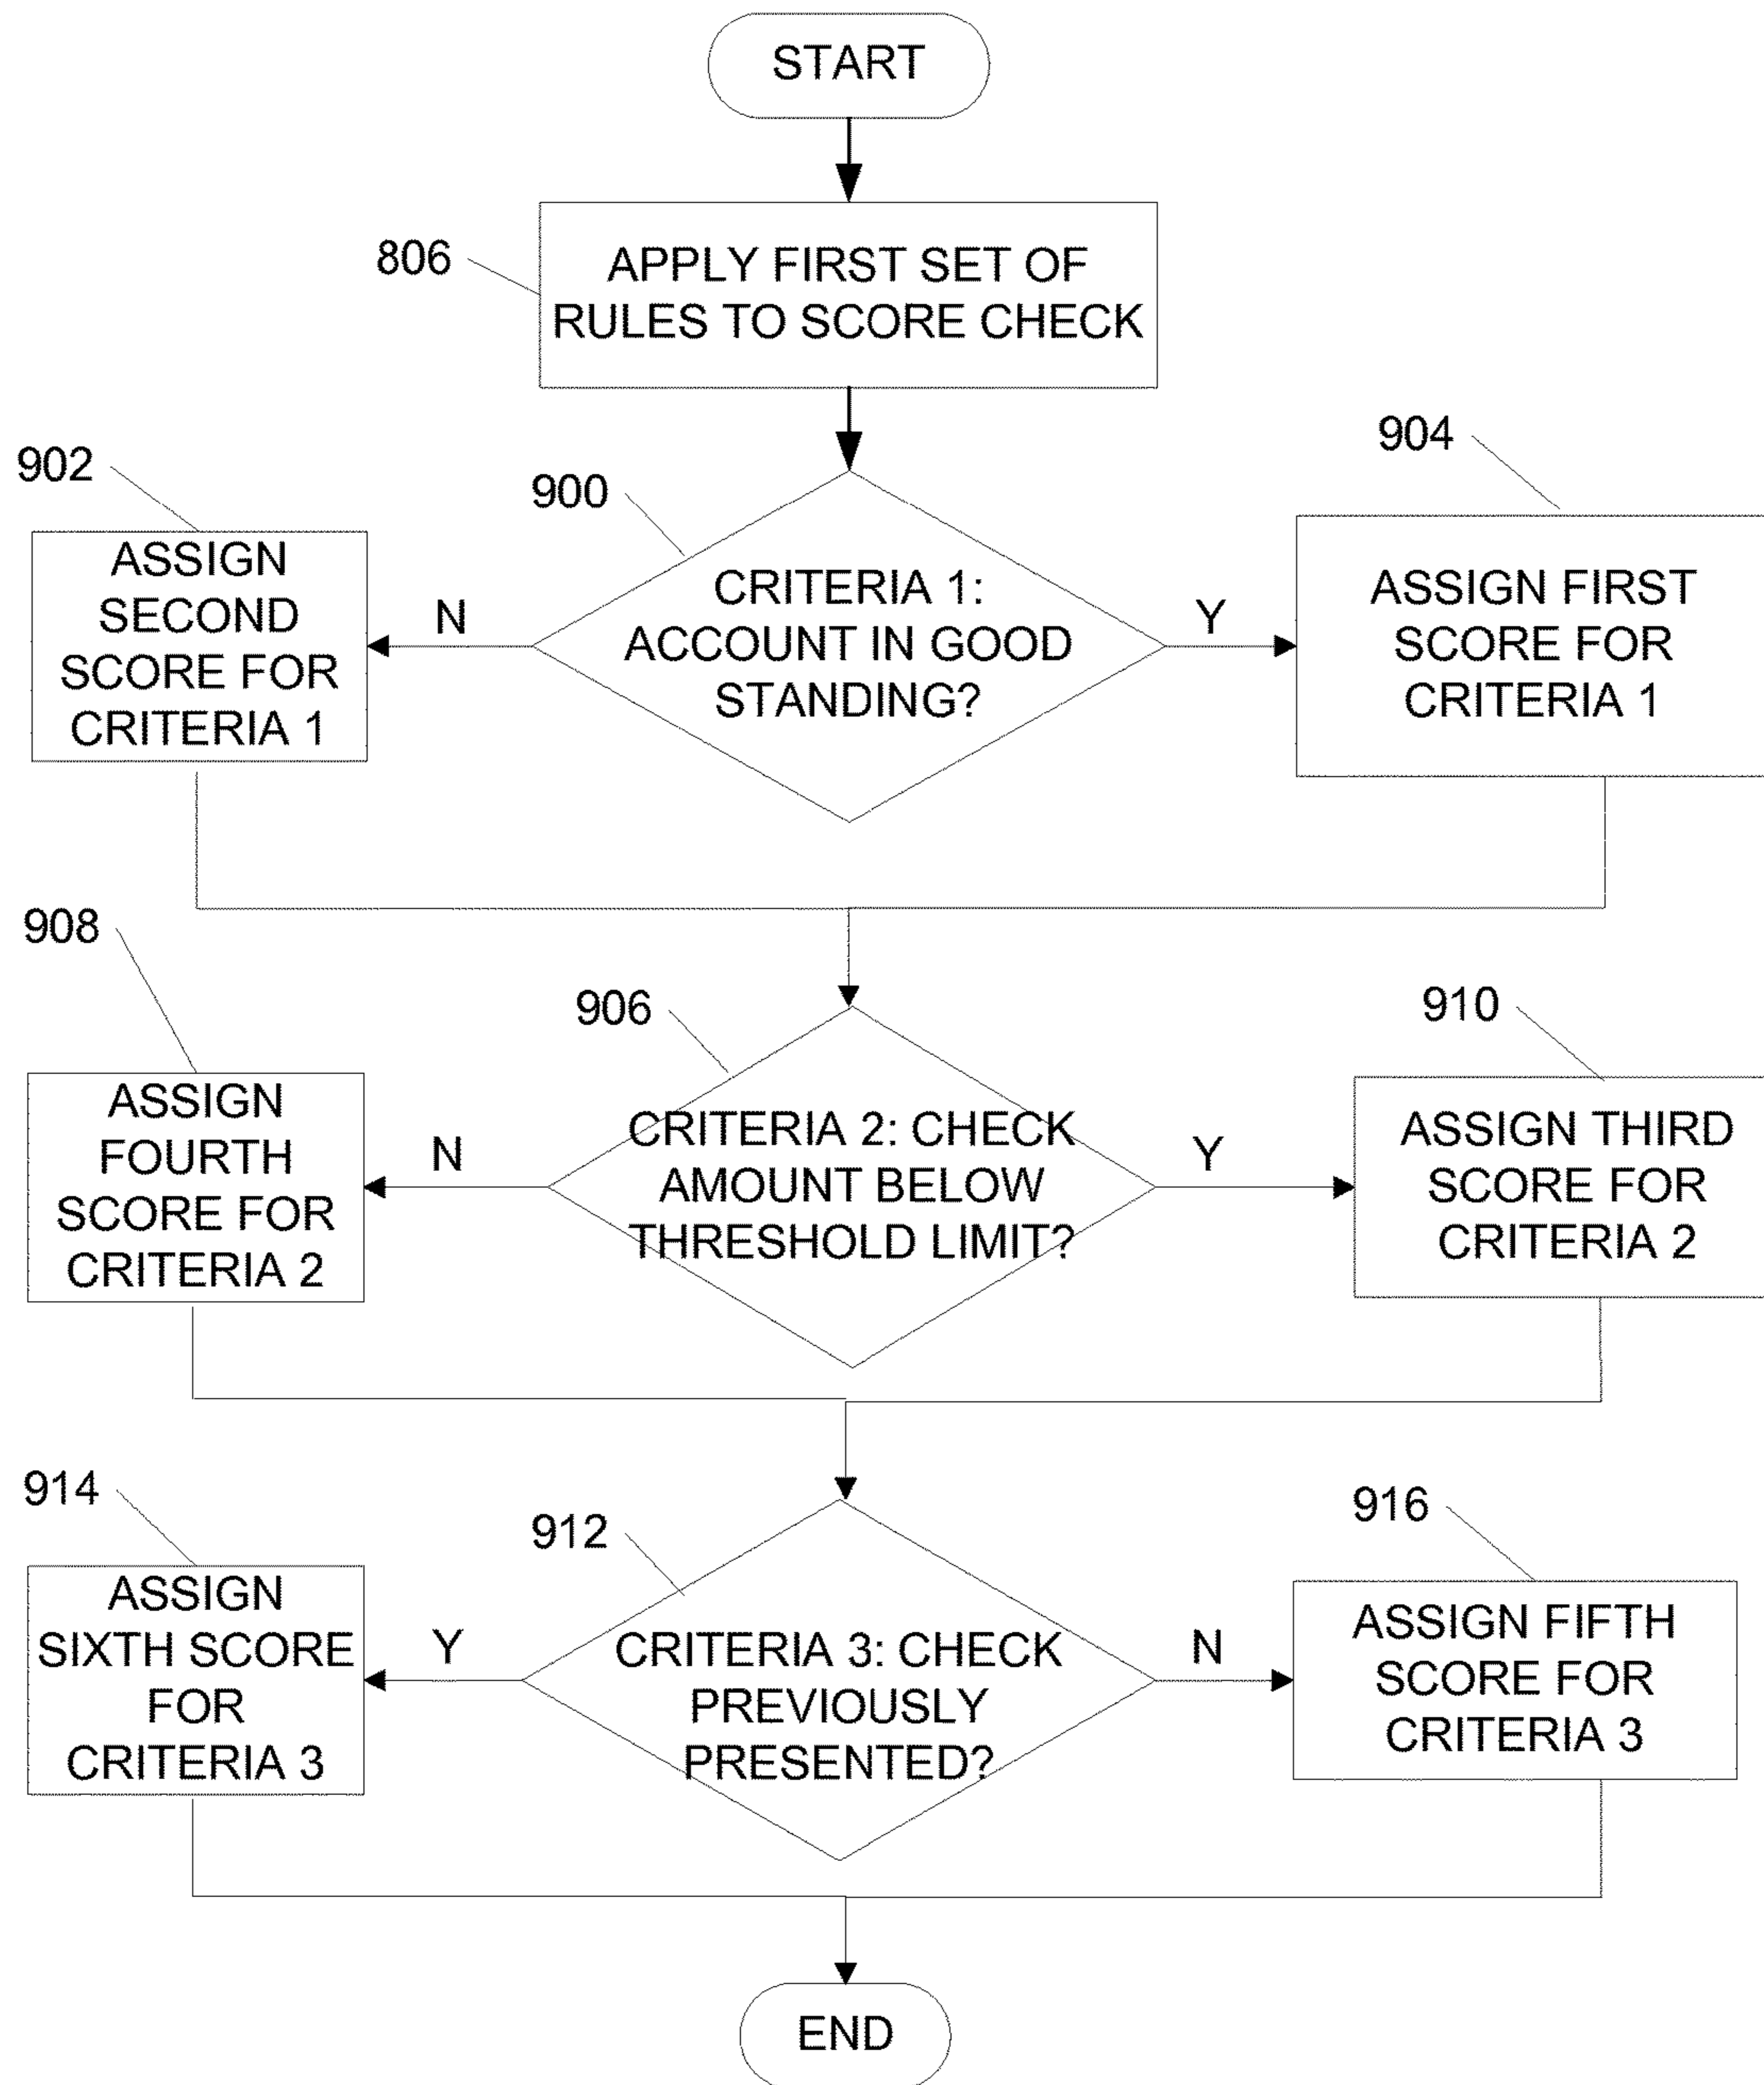 START
806
APPLY FIRST SET OF
RULES TO SCORE CHECK
902
900
904
ASSIGN
SECOND
SCORE FOR
CRITERIA 1
N
CRITERIA 1:
ACCOUNT IN GOOD
STANDING?
Y
ASSIGN FIRST
SCORE FOR
CRITERIA 1
908
906
910
ASSIGN
FOURTH
SCORE FOR
CRITERIA 2
N
CRITERIA 2: CHECK
AMOUNT BELOW
THRESHOLD LIMIT?
Y
ASSIGN THIRD
SCORE FOR
CRITERIA 2
914
912
916
ASSIGN
SIXTH SCORE
FOR
CRITERIA 3
Y
CRITERIA 3: CHECK
PREVIOUSLY
PRESENTED?
N
ASSIGN FIFTH
SCORE FOR
CRITERIA 3
END